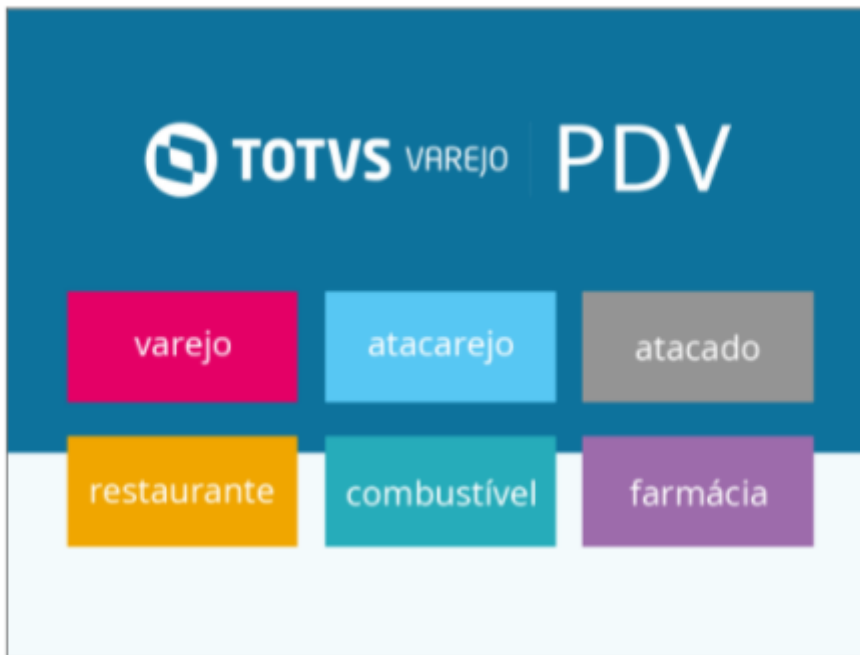 TOTVS VAREJO PDV
varejo atacarejo atacado
restaurante combustível farmácia